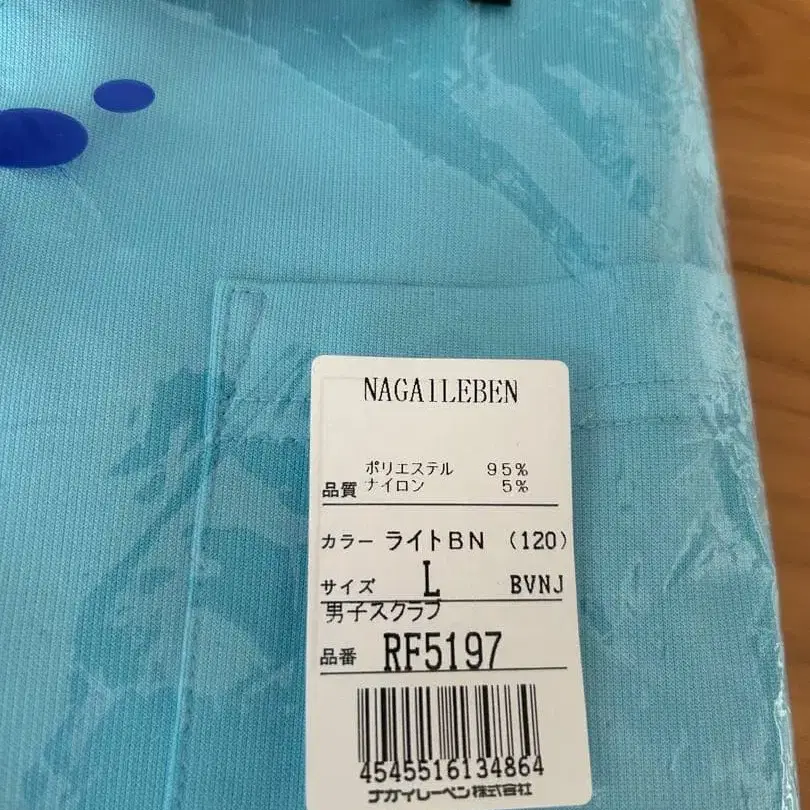 NAGAILEBEN
品質 ポリエステル 95%
ナイロン 5%
カラー ライトBN (120)
サイズ L BVNJ
男子スクラブ
品番 RF5197
4545516134864
ナガイレーベン株式会社